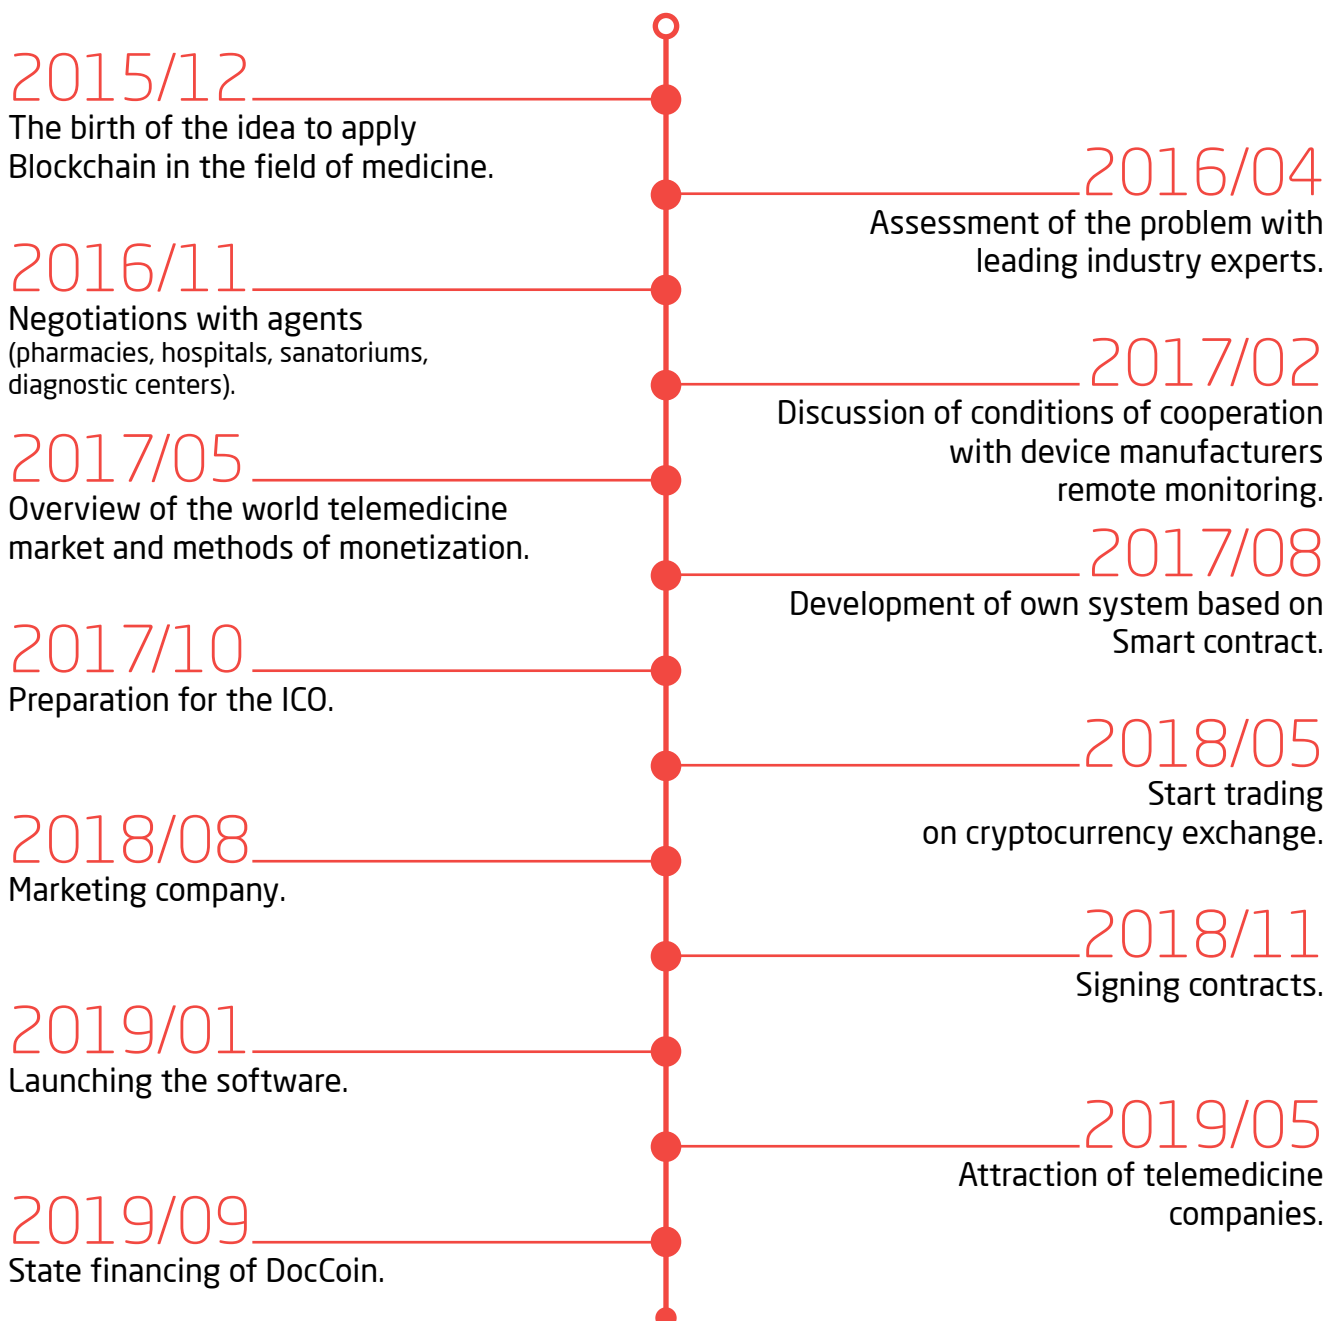 2015/12
The birth of the idea to apply
Blockchain in the field of medicine.
2016/04
Assessment of the problem with
leading industry experts.
2016/11
Negotiations with agents
(pharmacies, hospitals, sanatoriums,
diagnostic centers).
2017/02
Discussion of conditions of cooperation
with device manufacturers
remote monitoring.
2017/05
Overview of the world telemedicine
market and methods of monetization.
2017/08
Development of own system based on
Smart contract.
2017/10
Preparation for the ICO.
2018/05
Start trading
on cryptocurrency exchange.
2018/08
Marketing company.
2018/11
Signing contracts.
2019/01
Launching the software.
2019/05
Attraction of telemedicine
companies.
2019/09
State financing of DocCoin.